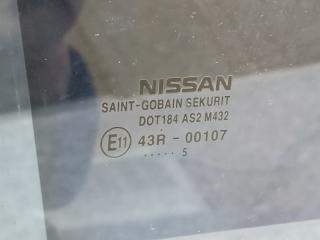 NISSAN
SAINT-GOBAIN SEKURIT
DOT184 AS2 M432
E11 43R - 00107
..... 5